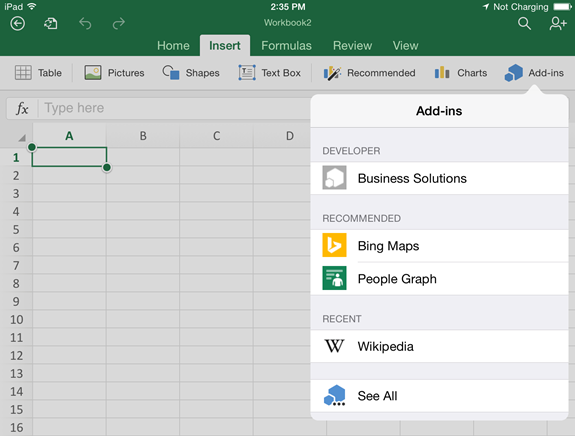 iPad 2:35 PM Not Charging
Workbook2
Home Insert Formulas Review View
Table Pictures Shapes Text Box Recommended Charts Add-ins
fx Type here
Add-ins
A B C D
DEVELOPER
Business Solutions
RECOMMENDED
Bing Maps
People Graph
RECENT
W Wikipedia
See All
1
2
3
4
5
6
7
8
9
10
11
12
13
14
15
16